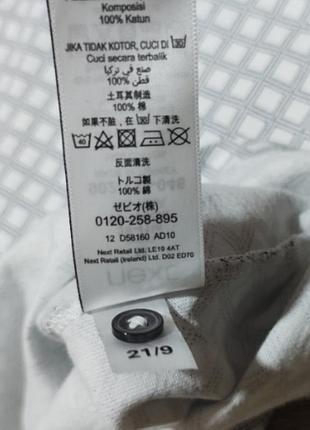 Komposisi
100% Katun
JIKA TIDAK KOTOR, CUCI DI 30
Cuci secara terbalik
صنع في تركيا
100% قطن
土耳其制造
100% 棉
如果不脏，在 30 下清洗
40
反面清洗
トルコ製
100% 綿
ゼビオ(株)
0120-258-895
12 D58160 AD10
Next Retail Ltd. LE19 4AT
Next Retail (Ireland) Ltd. D02 ED70
21/9